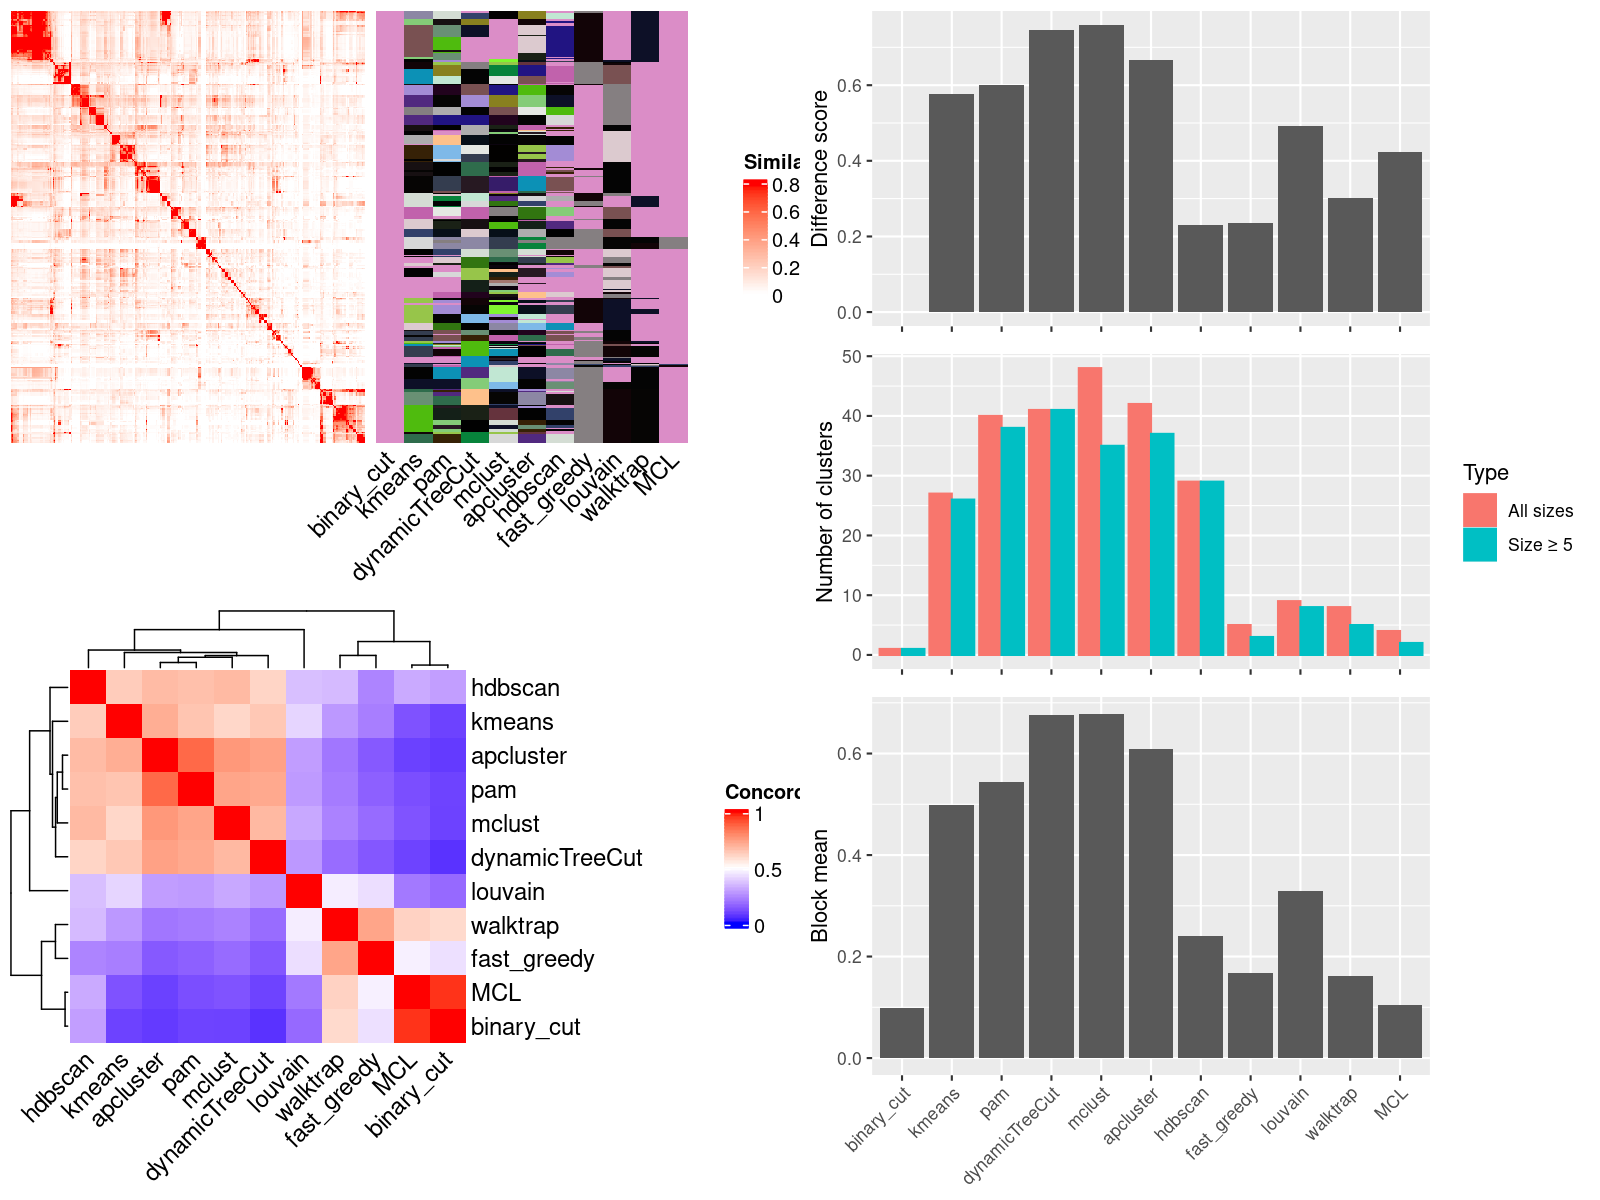 Simila
0.8
0.6
0.4
0.2
0
binary_cut
kmeans
pam
dynamicTreeCut
mclust
apcluster
hdbscan
fast_greedy
louvain
walktrap
MCL
hdbscan
kmeans
apcluster
pam
mclust
dynamicTreeCut
louvain
walktrap
fast_greedy
MCL
binary_cut
hdbscan
kmeans
apcluster
pam
mclust
dynamicTreeCut
louvain
walktrap
fast_greedy
MCL
binary_cut
Concord
1
0.5
0
Difference score
0.6
0.4
0.2
0.0
Number of clusters
50
40
30
20
10
0
Type
All sizes
Size ≥ 5
Block mean
0.6
0.4
0.2
0.0
binary_cut
kmeans
pam
dynamicTreeCut
mclust
apcluster
hdbscan
fast_greedy
louvain
walktrap
MCL